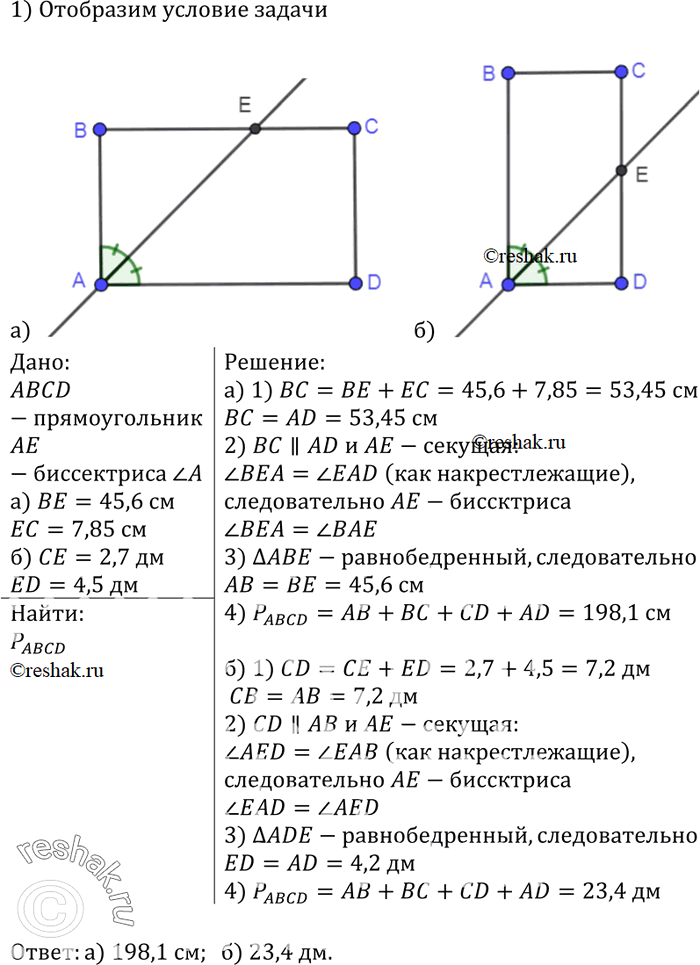 1) Отобразим условие задачи
B
E
C
A
D
а)
B
C
E
©reshak.ru
A
D
б)
Дано:
ABCD
− прямоугольник
AE
− биссектриса ∠A
а) BE = 45,6 см
EC = 7,85 см
б) CE = 2,7 дм
ED = 4,5 дм
Найти:
P_ABCD
©reshak.ru
Решение:
а) 1) BC = BE + EC = 45,6 + 7,85 = 53,45 см
BC = AD = 53,45 см
©reshak.ru
2) BC ∥ AD и AE − секущая:
∠BEA = ∠EAD (как накрестлежащие),
следовательно AE − биссктриса
∠BEA = ∠BAE
3) ΔABE − равнобедренный, следовательно
AB = BE = 45,6 см
4) P_ABCD = AB + BC + CD + AD = 198,1 см
б) 1) CD = CE + ED = 2,7 + 4,5 = 7,2 дм
CB = AB = 7,2 дм
2) CD ∥ AB и AE − секущая:
∠AED = ∠EAB (как накрестлежащие),
следовательно AE − биссктриса
∠EAD = ∠AED
3) ΔADE − равнобедренный, следовательно
ED = AD = 4,2 дм
4) P_ABCD = AB + BC + CD + AD = 23,4 дм
reshak.ru
©
Ответ: а) 198,1 см; б) 23,4 дм.